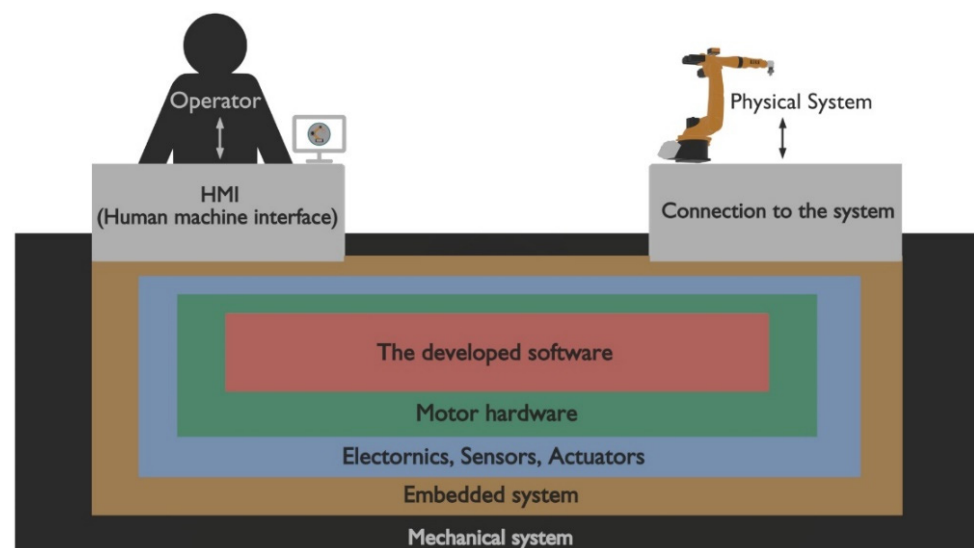 Operator
Physical System
HMI
(Human machine interface)
Connection to the system
The developed software
Motor hardware
Electornics, Sensors, Actuators
Embedded system
Mechanical system